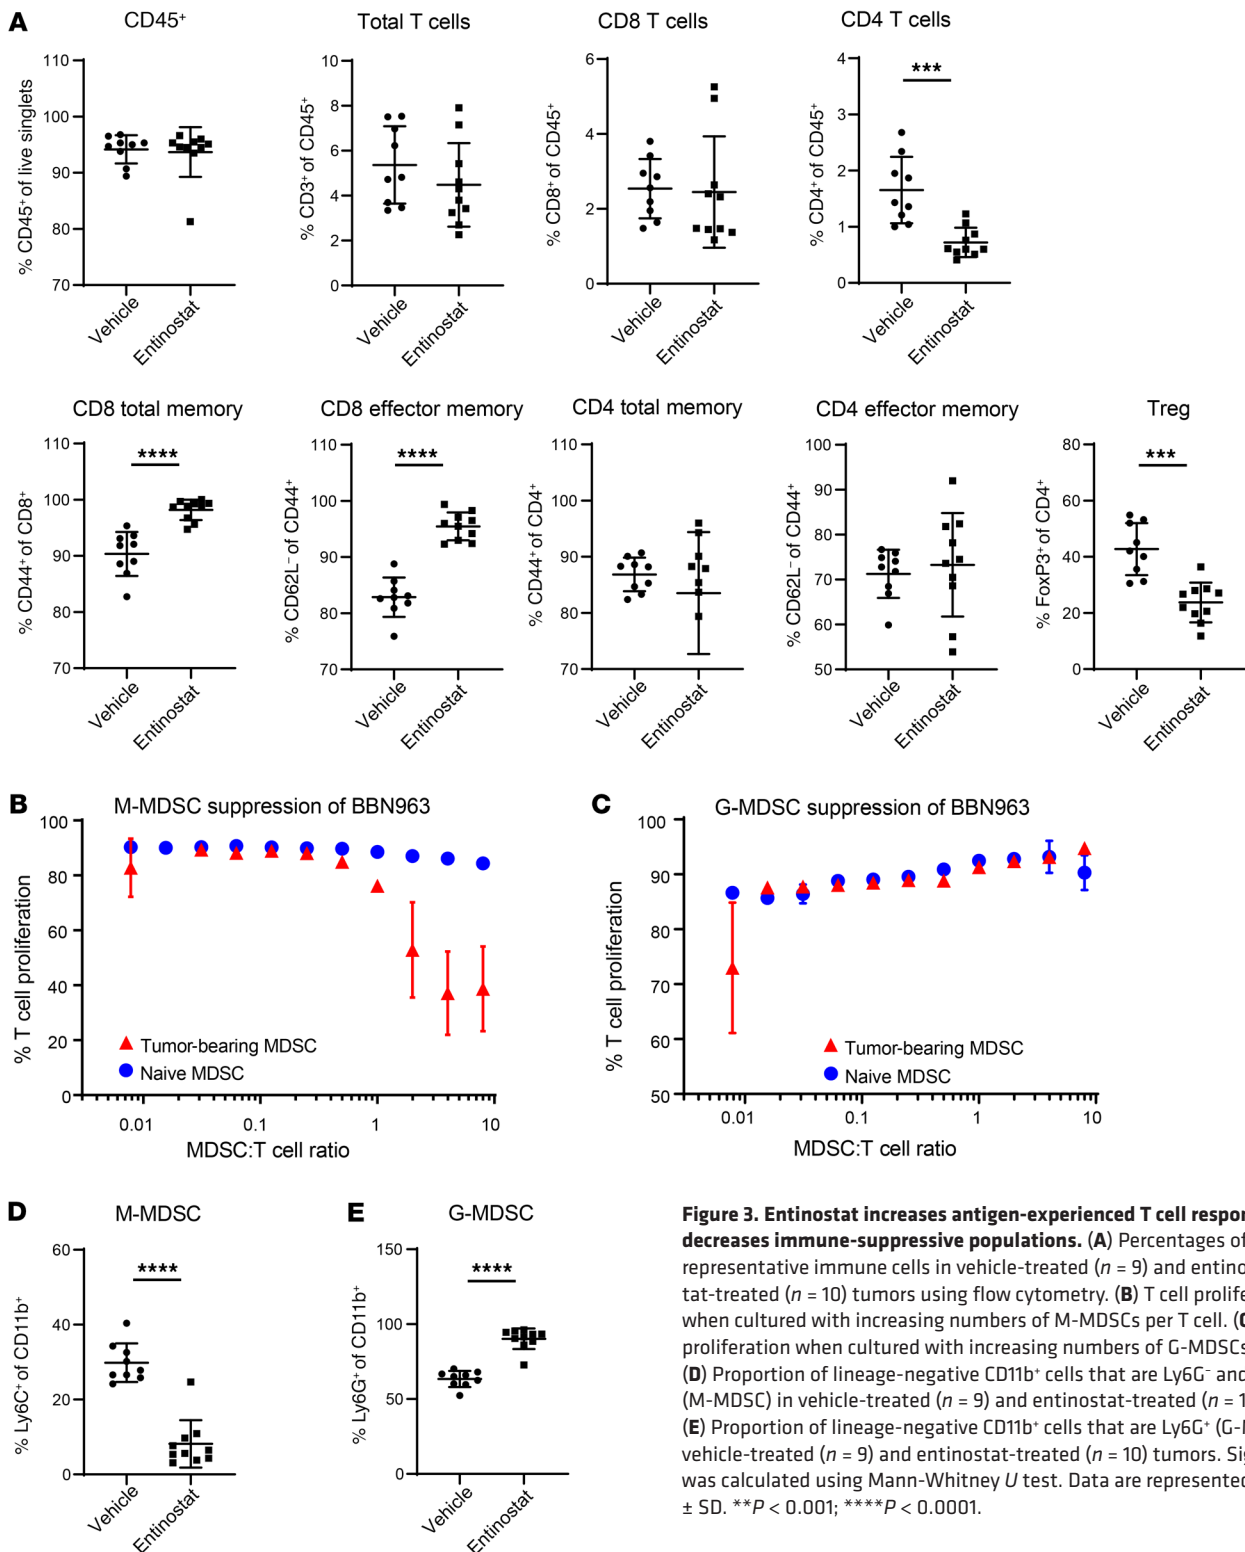 A
CD45⁺
Total T cells
CD8 T cells
CD4 T cells
% CD45⁺ of live singlets
110
100
90
80
70
Vehicle
Entinostat
% CD3⁺ of CD45⁺
10
8
6
4
2
0
Vehicle
Entinostat
% CD8⁺ of CD45⁺
6
4
2
0
Vehicle
Entinostat
% CD4⁺ of CD45⁺
4
3
2
1
0
***
Vehicle
Entinostat
CD8 total memory
CD8 effector memory
CD4 total memory
CD4 effector memory
Treg
% CD44⁺ of CD8⁺
110
100
90
80
70
****
Vehicle
Entinostat
% CD62L⁻ of CD44⁺
110
100
90
80
70
****
Vehicle
Entinostat
% CD44⁺ of CD4⁺
110
100
90
80
70
Vehicle
Entinostat
% CD62L⁻ of CD44⁺
100
90
80
70
60
50
Vehicle
Entinostat
% FoxP3⁺ of CD4⁺
80
60
40
20
0
***
Vehicle
Entinostat
B
M-MDSC suppression of BBN963
% T cell proliferation
100
80
60
40
20
0
Tumor-bearing MDSC
Naive MDSC
0.01
0.1
1
10
MDSC:T cell ratio
C
G-MDSC suppression of BBN963
% T cell proliferation
100
90
80
70
60
50
Tumor-bearing MDSC
Naive MDSC
0.01
0.1
1
10
MDSC:T cell ratio
D
M-MDSC
% Ly6C⁺ of CD11b⁺
60
40
20
0
****
Vehicle
Entinostat
E
G-MDSC
% Ly6G⁺ of CD11b⁺
150
100
50
0
****
Vehicle
Entinostat
Figure 3. Entinostat increases antigen-experienced T cell respon
decreases immune-suppressive populations. (A) Percentages of
representative immune cells in vehicle-treated (n = 9) and entino
tat-treated (n = 10) tumors using flow cytometry. (B) T cell prolife
when cultured with increasing numbers of M-MDSCs per T cell. (C
proliferation when cultured with increasing numbers of G-MDSCs
(D) Proportion of lineage-negative CD11b⁺ cells that are Ly6G⁻ and
(M-MDSC) in vehicle-treated (n = 9) and entinostat-treated (n = 1
(E) Proportion of lineage-negative CD11b⁺ cells that are Ly6G⁺ (G-M
vehicle-treated (n = 9) and entinostat-treated (n = 10) tumors. Sig
was calculated using Mann-Whitney U test. Data are represented
± SD. **P < 0.001; ****P < 0.0001.